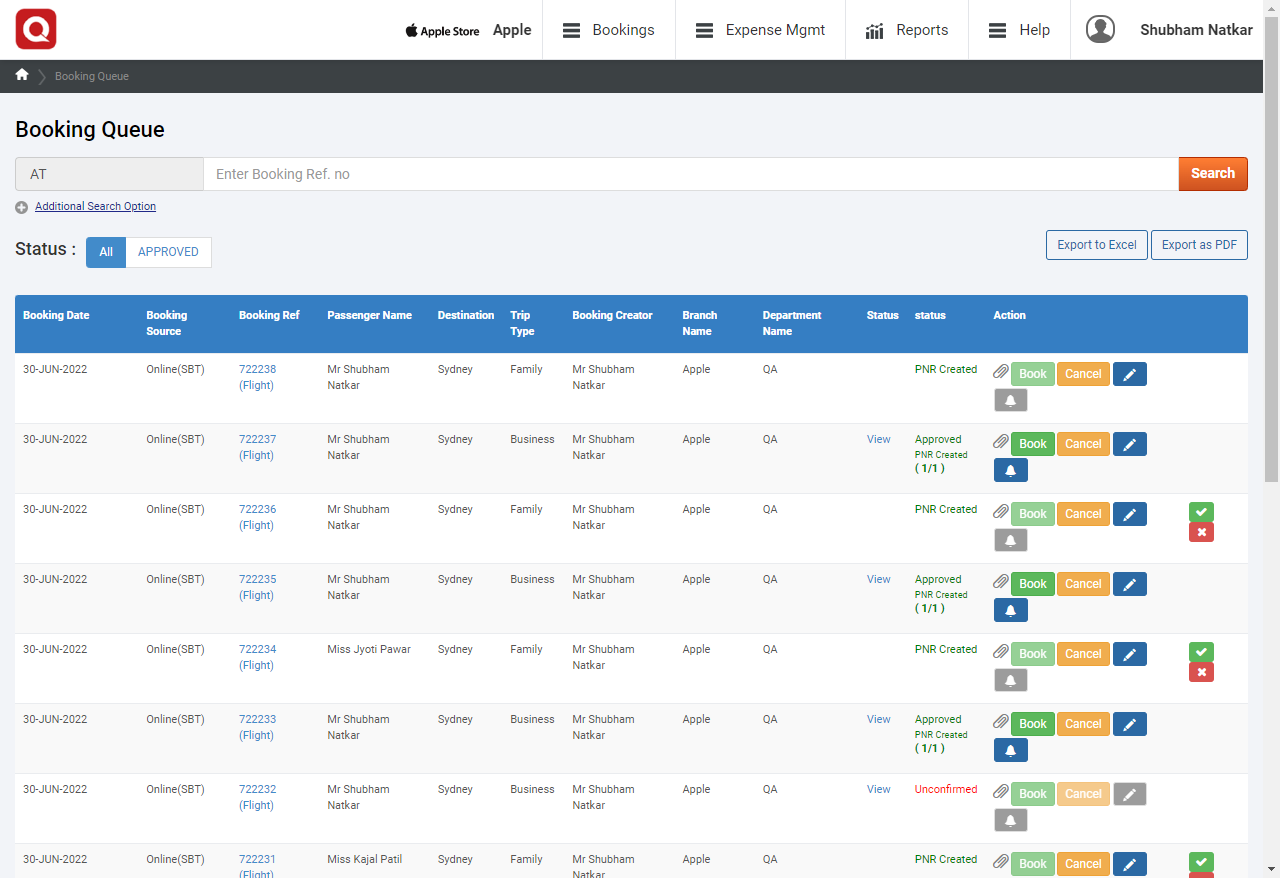 Apple Store Apple Bookings Expense Mgmt Reports Help Shubham Natkar
Booking Queue
Booking Queue
AT Enter Booking Ref. no Search
Additional Search Option
Status : All APPROVED Export to Excel Export as PDF
Booking Date Booking Source Booking Ref Passenger Name Destination Trip Type Booking Creator Branch Name Department Name Status status Action
30-JUN-2022 Online(SBT) 722238 Mr Shubham Sydney Family Mr Shubham Apple QA PNR Created Book Cancel
(Flight) Natkar Natkar
30-JUN-2022 Online(SBT) 722237 Mr Shubham Sydney Business Mr Shubham Apple QA View Approved Book Cancel
(Flight) Natkar Natkar PNR Created
( 1/1 )
30-JUN-2022 Online(SBT) 722236 Mr Shubham Sydney Family Mr Shubham Apple QA PNR Created Book Cancel
(Flight) Natkar Natkar
30-JUN-2022 Online(SBT) 722235 Mr Shubham Sydney Business Mr Shubham Apple QA View Approved Book Cancel
(Flight) Natkar Natkar PNR Created
( 1/1 )
30-JUN-2022 Online(SBT) 722234 Miss Jyoti Pawar Sydney Family Mr Shubham Apple QA PNR Created Book Cancel
(Flight) Natkar
30-JUN-2022 Online(SBT) 722233 Mr Shubham Sydney Business Mr Shubham Apple QA View Approved Book Cancel
(Flight) Natkar Natkar PNR Created
( 1/1 )
30-JUN-2022 Online(SBT) 722232 Mr Shubham Sydney Business Mr Shubham Apple QA View Unconfirmed Book Cancel
(Flight) Natkar Natkar
30-JUN-2022 Online(SBT) 722231 Miss Kajal Patil Sydney Family Mr Shubham Apple QA PNR Created Book Cancel
(Flight) Natkar